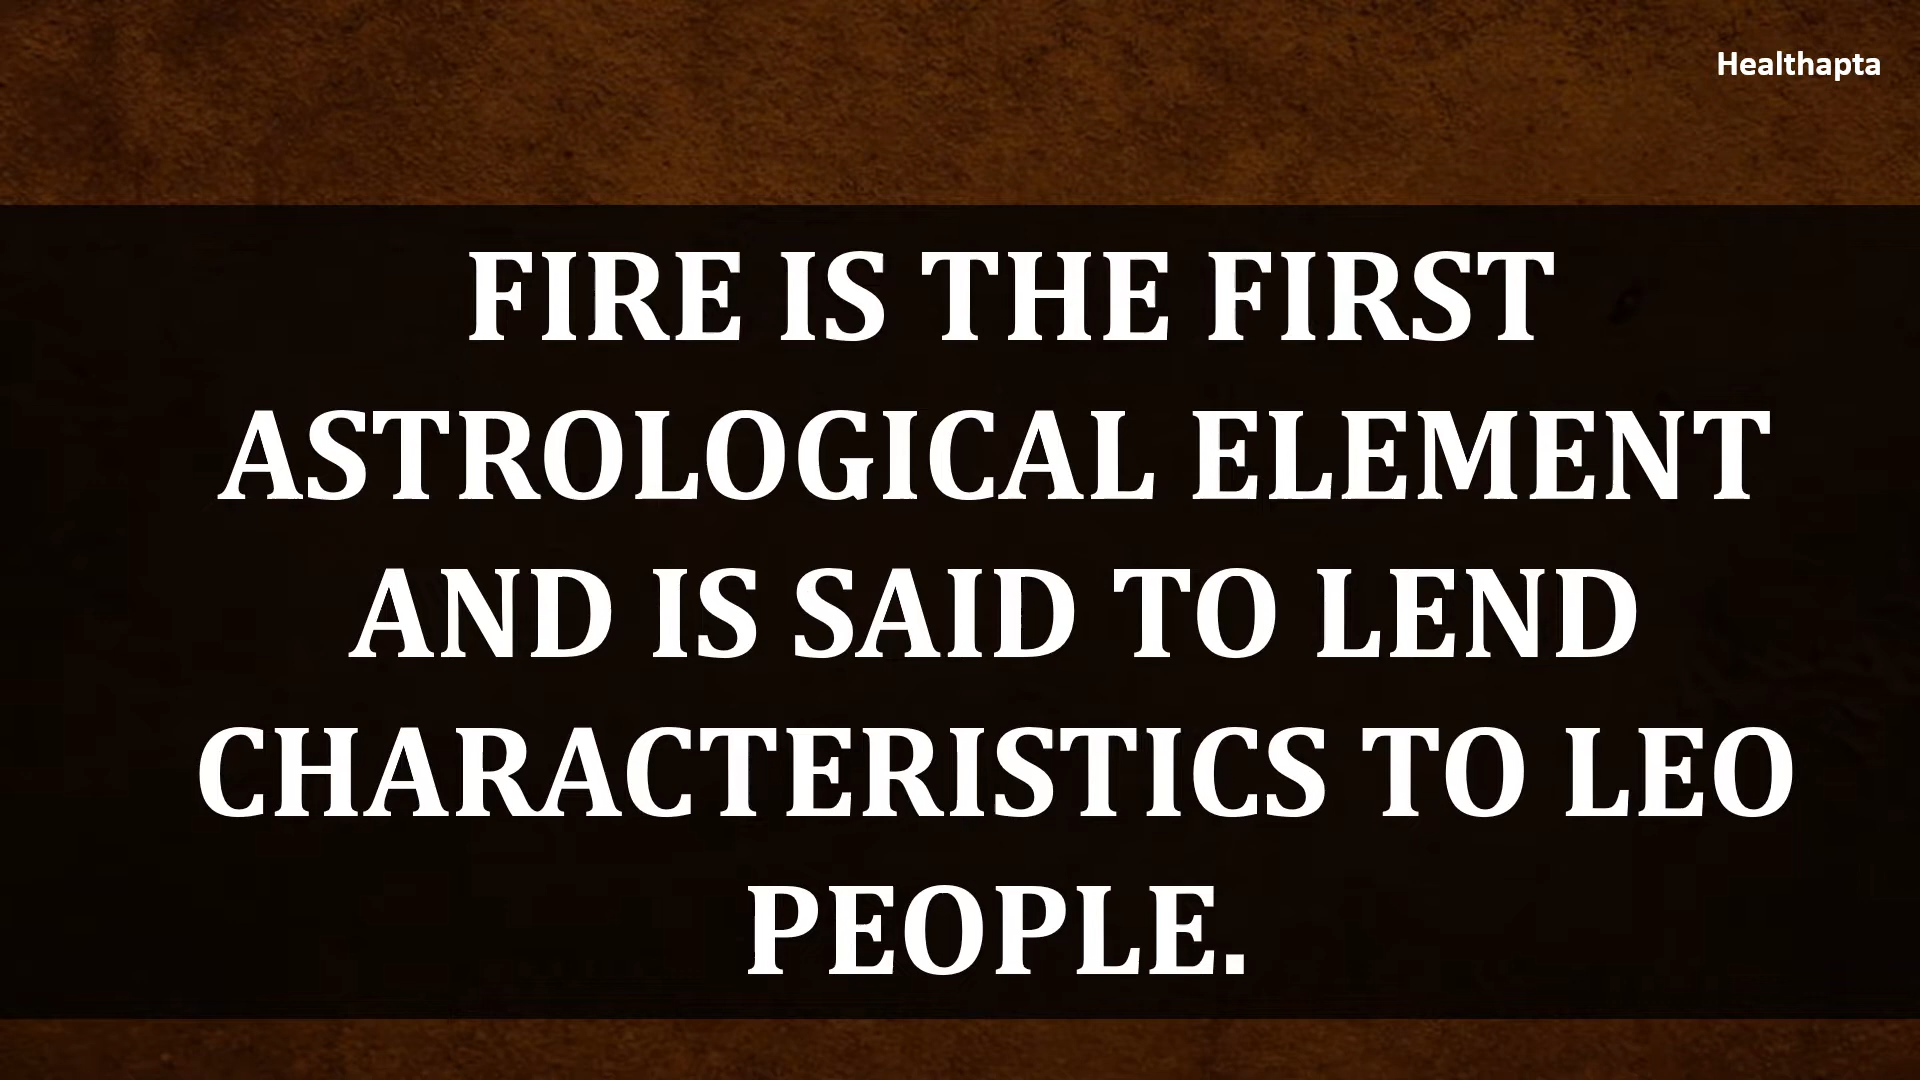 Healthapta
FIRE IS THE FIRST
ASTROLOGICAL ELEMENT
AND IS SAID TO LEND
CHARACTERISTICS TO LEO
PEOPLE.